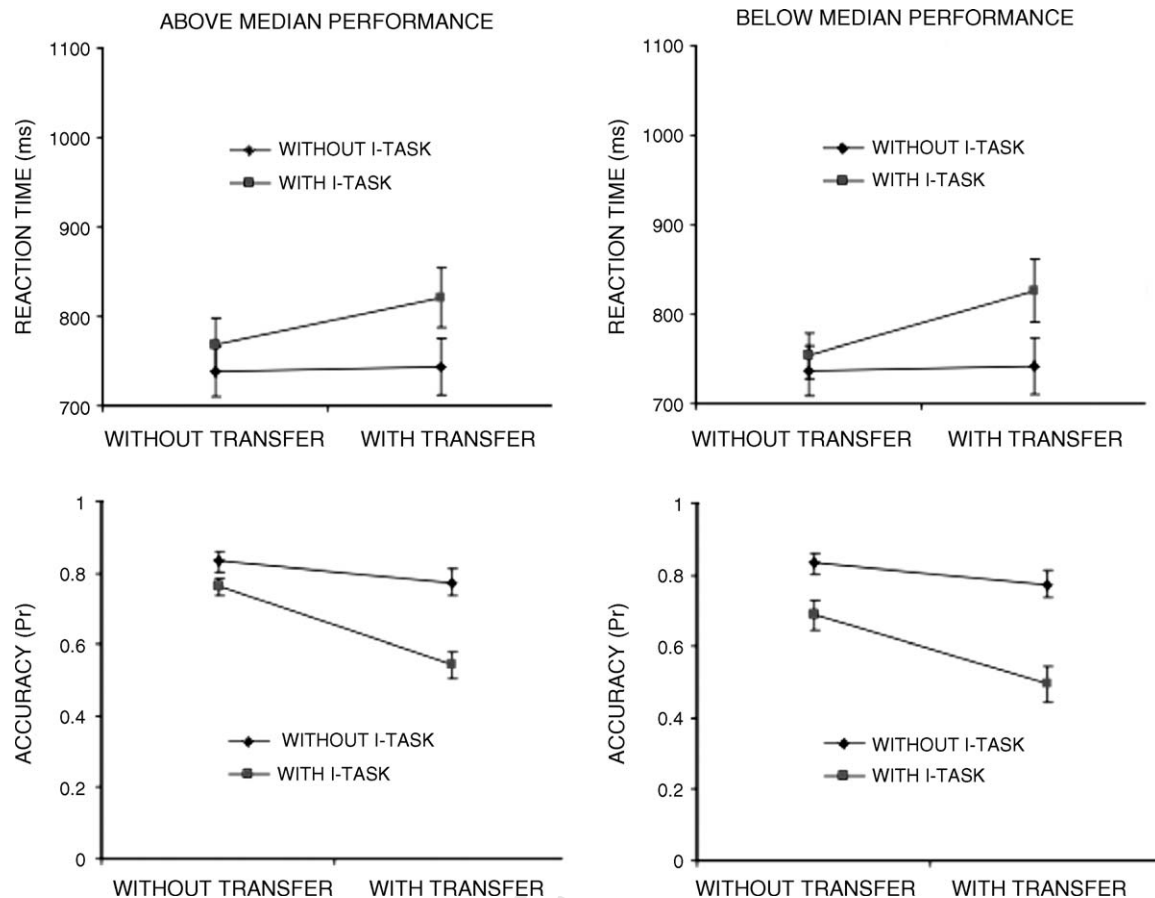 ABOVE MEDIAN PERFORMANCE
1100
1000
900
800
700
REACTION TIME (ms)
WITHOUT I-TASK
WITH I-TASK
WITHOUT TRANSFER
WITH TRANSFER
BELOW MEDIAN PERFORMANCE
1100
1000
900
800
700
REACTION TIME (ms)
WITHOUT I-TASK
WITH I-TASK
WITHOUT TRANSFER
WITH TRANSFER
1
0.8
0.6
0.4
0.2
0
ACCURACY (Pr)
WITHOUT I-TASK
WITH I-TASK
WITHOUT TRANSFER
WITH TRANSFER
1
0.8
0.6
0.4
0.2
0
ACCURACY (Pr)
WITHOUT I-TASK
WITH I-TASK
WITHOUT TRANSFER
WITH TRANSFER